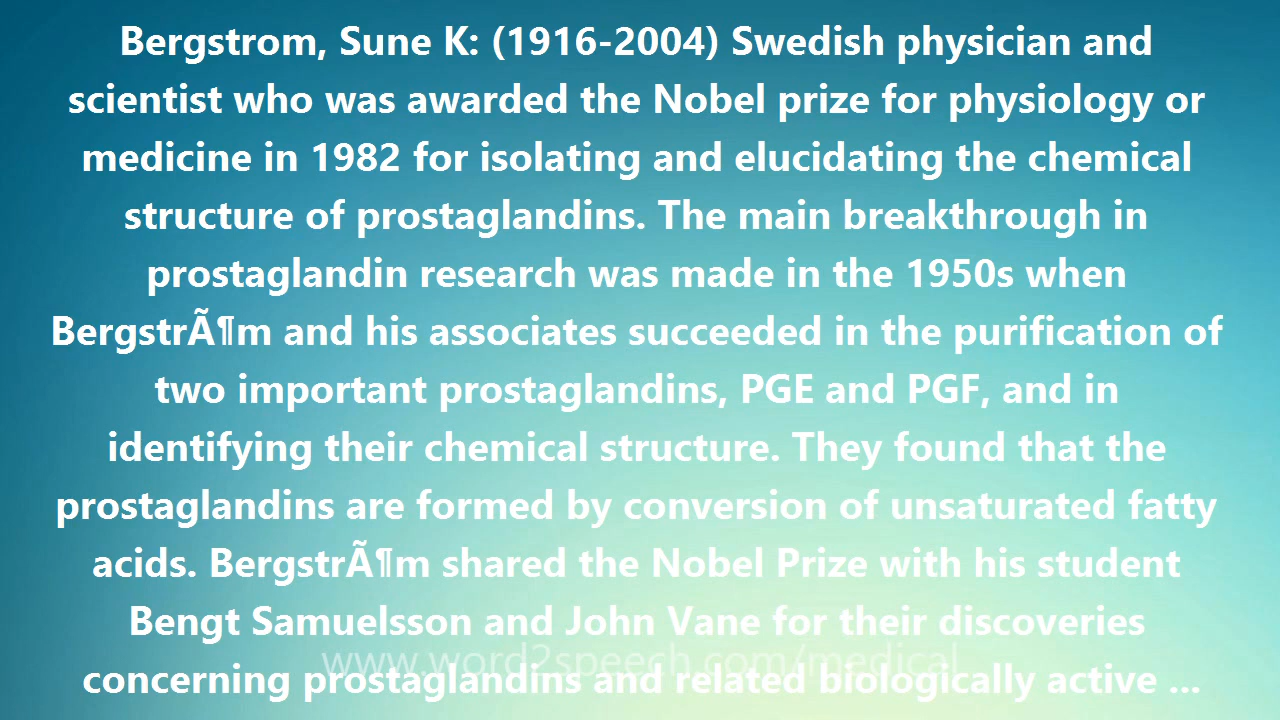 Bergstrom, Sune K: (1916-2004) Swedish physician and
scientist who was awarded the Nobel prize for physiology or
medicine in 1982 for isolating and elucidating the chemical
structure of prostaglandins. The main breakthrough in
prostaglandin research was made in the 1950s when
BergstrÃ¶m and his associates succeeded in the purification of
two important prostaglandins, PGE and PGF, and in
identifying their chemical structure. They found that the
prostaglandins are formed by conversion of unsaturated fatty
acids. BergstrÃ¶m shared the Nobel Prize with his student
Bengt Samuelsson and John Vane for their discoveries
www.word2speech.com/medical
concerning prostaglandins and related biologically active ...